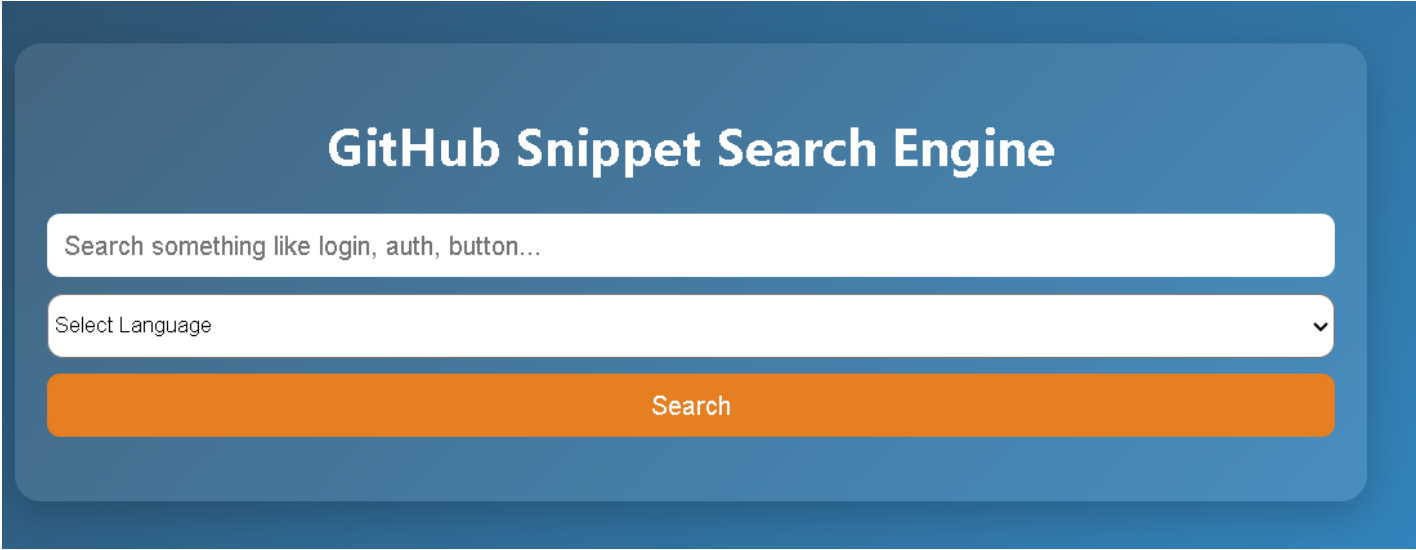 GitHub Snippet Search Engine
Search something like login, auth, button...
Select Language
Search